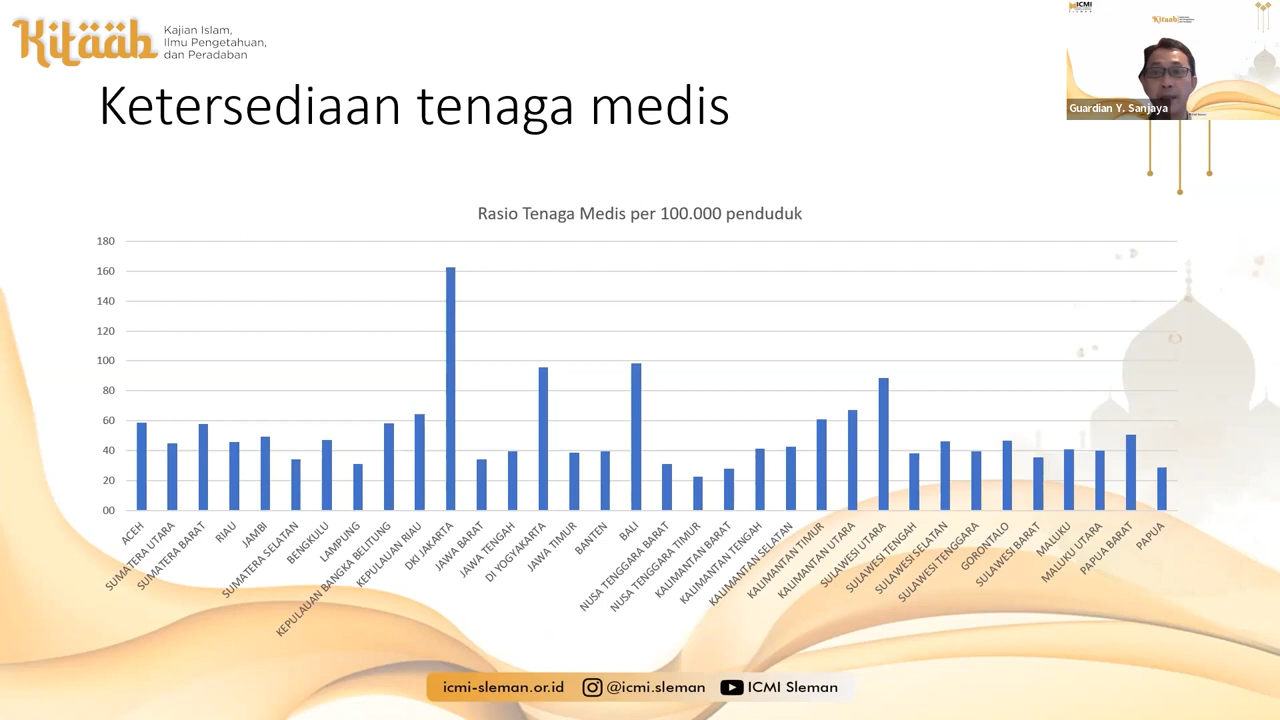 Kitaab
Kajian Islam,
Ilmu Pengetahuan,
dan Peradaban
ICMI
Kitaab
Guardian Y. Sanjaya
Ketersediaan tenaga medis
Rasio Tenaga Medis per 100.000 penduduk
180
160
140
120
100
80
60
40
20
00
ACEH
SUMATERA UTARA
SUMATERA BARAT
RIAU
JAMBI
SUMATERA SELATAN
BENGKULU
LAMPUNG
KEPULAUAN BANGKA BELITUNG
KEPULAUAN RIAU
DKI JAKARTA
JAWA BARAT
JAWA TENGAH
DI YOGYAKARTA
JAWA TIMUR
BANTEN
BALI
NUSA TENGGARA BARAT
NUSA TENGGARA TIMUR
KALIMANTAN BARAT
KALIMANTAN TENGAH
KALIMANTAN SELATAN
KALIMANTAN TIMUR
KALIMANTAN UTARA
SULAWESI UTARA
SULAWESI TENGAH
SULAWESI SELATAN
SULAWESI TENGGARA
GORONTALO
SULAWESI BARAT
MALUKU
MALUKU UTARA
PAPUA BARAT
PAPUA
icmi-sleman.or.id @icmi.sleman ICMI Sleman